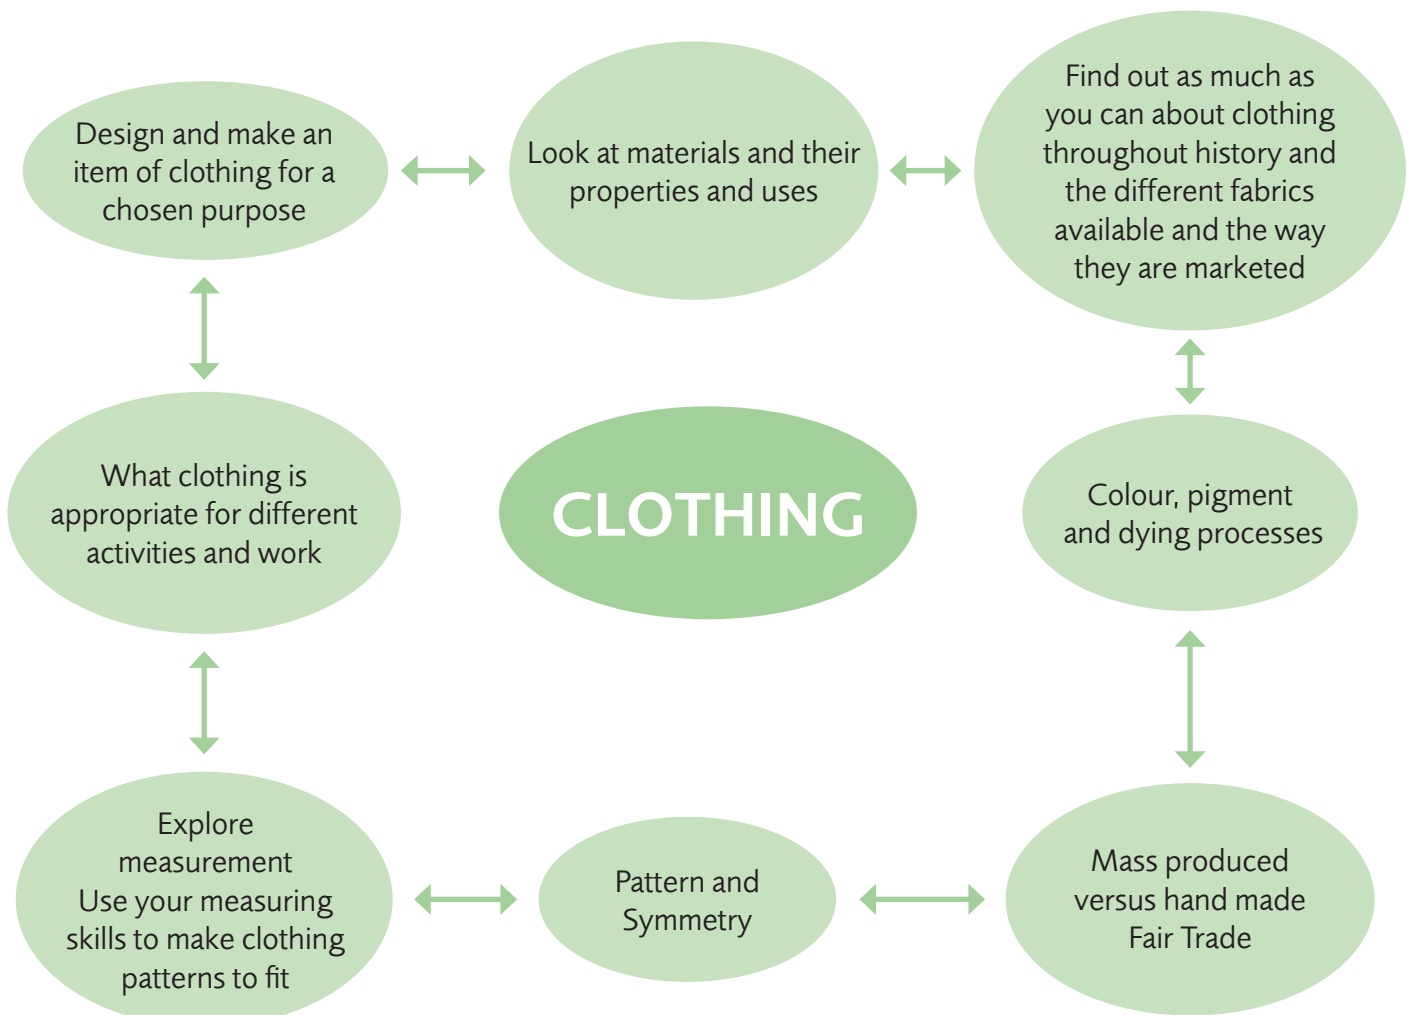 Design and make an
item of clothing for a
chosen purpose
Look at materials and their
properties and uses
Find out as much as
you can about clothing
throughout history and
the different fabrics
available and the way
they are marketed
What clothing is
appropriate for different
activities and work
CLOTHING
Colour, pigment
and dying processes
Explore
measurement
Use your measuring
skills to make clothing
patterns to fit
Pattern and
Symmetry
Mass produced
versus hand made
Fair Trade